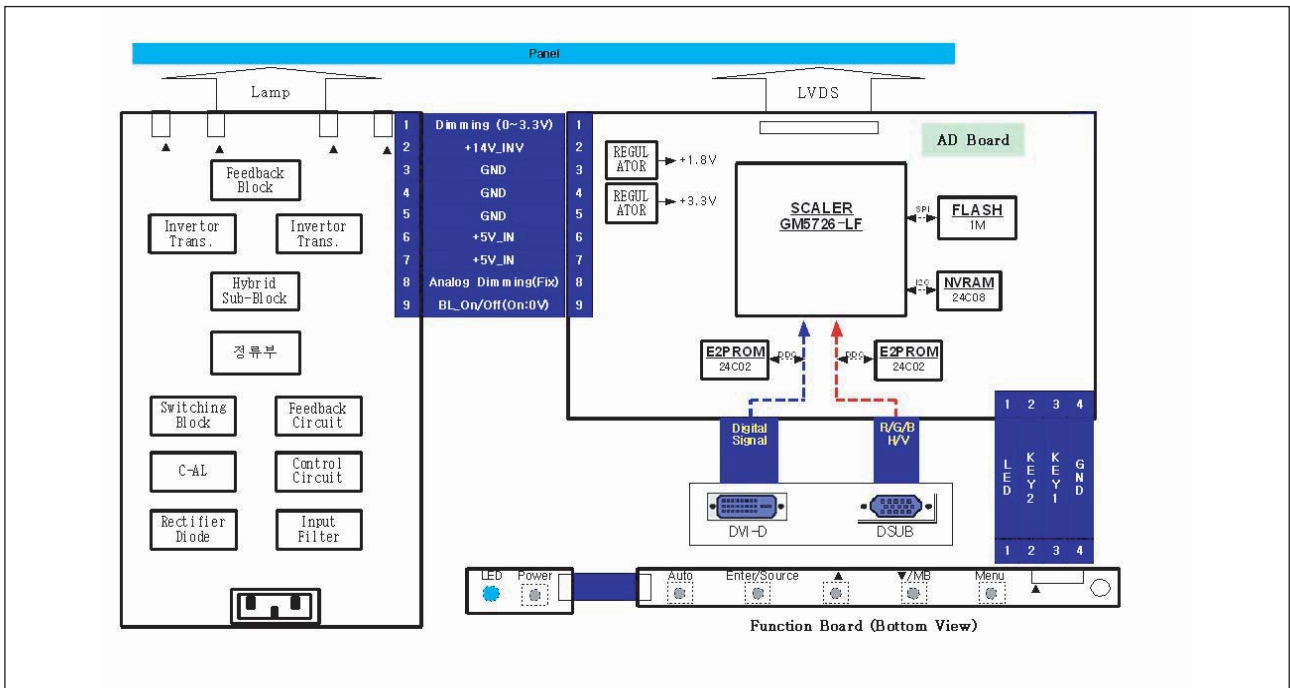 Panel
Lamp
LVDS
Feedback
Block
Invertor
Trans.
Invertor
Trans.
Hybrid
Sub-Block
정류부
Switching
Block
Feedback
Circuit
C-AL
Control
Circuit
Rectifier
Diode
Input
Filter
1 Dimming (0~3.3V) 1
2 +14V_INV 2
3 GND 3
4 GND 4
5 GND 5
6 +5V_IN 6
7 +5V_IN 7
8 Analog Dimming(Fix) 8
9 BL_On/Off(On:0V) 9
AD Board
REGUL
ATOR
+1.8V
REGUL
ATOR
+3.3V
SCALER
GM5726-LF
SPI
FLASH
1M
I2C
NVRAM
24C08
E2PROM
24C02
DDC
DDC
E2PROM
24C02
Digital
Signal
R/G/B
H/V
DVI-D
DSUB
1 2 3 4
LED
KEY2
KEY1
GND
1 2 3 4
LED
Power
Auto
Enter/Source
▲
▼/MB
Menu
Function Board (Bottom View)